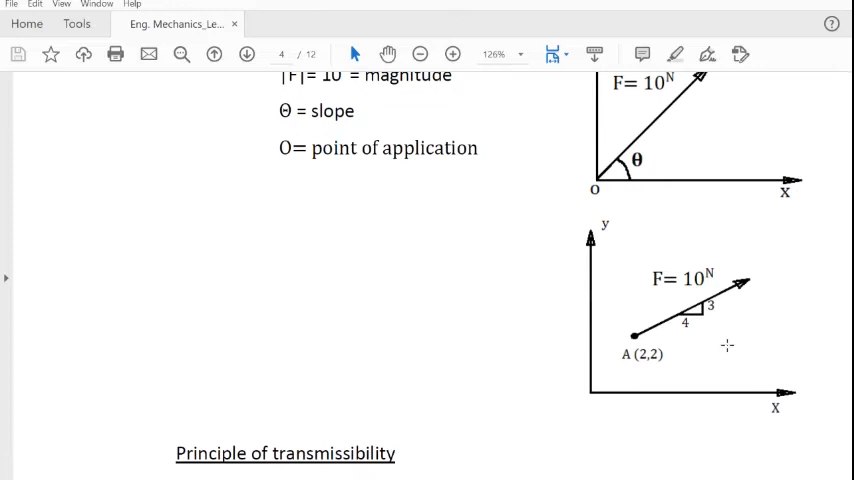 File Edit View Window Help
Home Tools Eng. Mechanics_Le... ×
4 / 12 126%
|F|= 10 = magnitude
F= 10N
Θ = slope
O= point of application
θ
O
X
y
F= 10N
3
4
A (2,2)
X
Principle of transmissibility